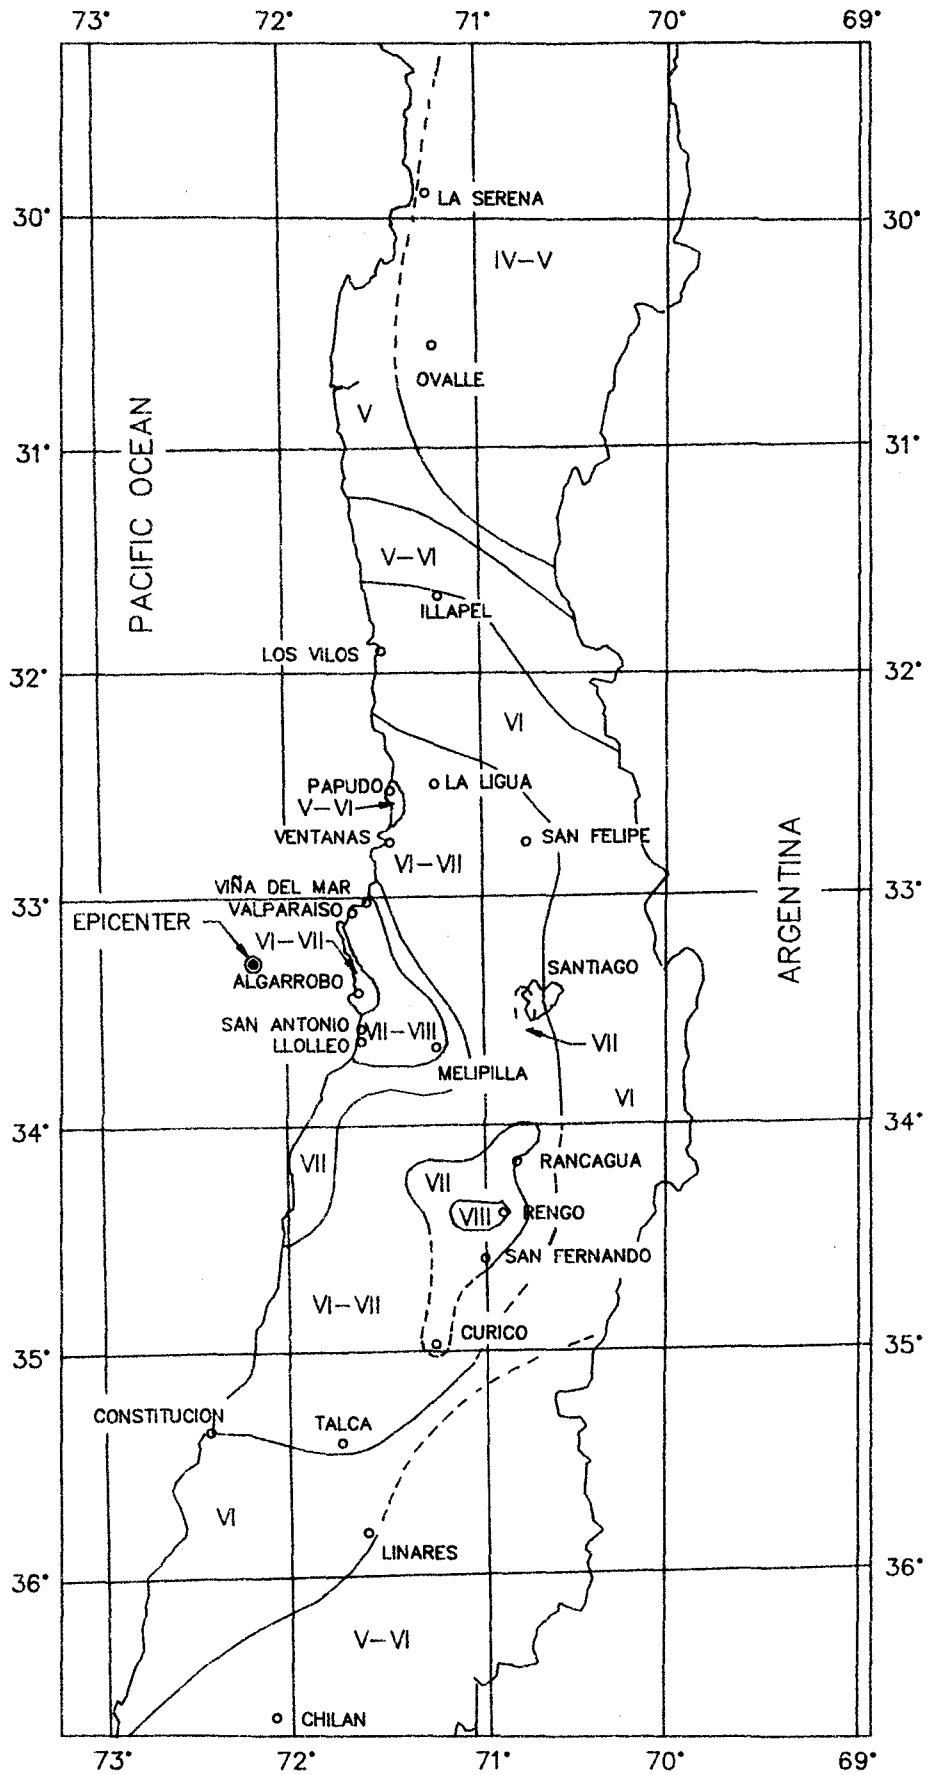 73° 72° 71° 70° 69°
LA SERENA
30° 30°
IV–V
OVALLE
V
31° 31°
PACIFIC OCEAN
V–VI
ILLAPEL
LOS VILOS
32° 32°
VI
PAPUDO
LA LIGUA
V–VI
VENTANAS
SAN FELIPE
VI–VII
ARGENTINA
VIÑA DEL MAR
33° 33°
VALPARAISO
EPICENTER
VI–VII
SANTIAGO
ALGARROBO
SAN ANTONIO
VII–VIII
LLOLLEO
VII
MELIPILLA
VI
34° 34°
VII
RANCAGUA
VII
VIII
RENGO
SAN FERNANDO
VI–VII
CURICO
35° 35°
CONSTITUCION
TALCA
VI
LINARES
36° 36°
V–VI
CHILAN
73° 72° 71° 70° 69°